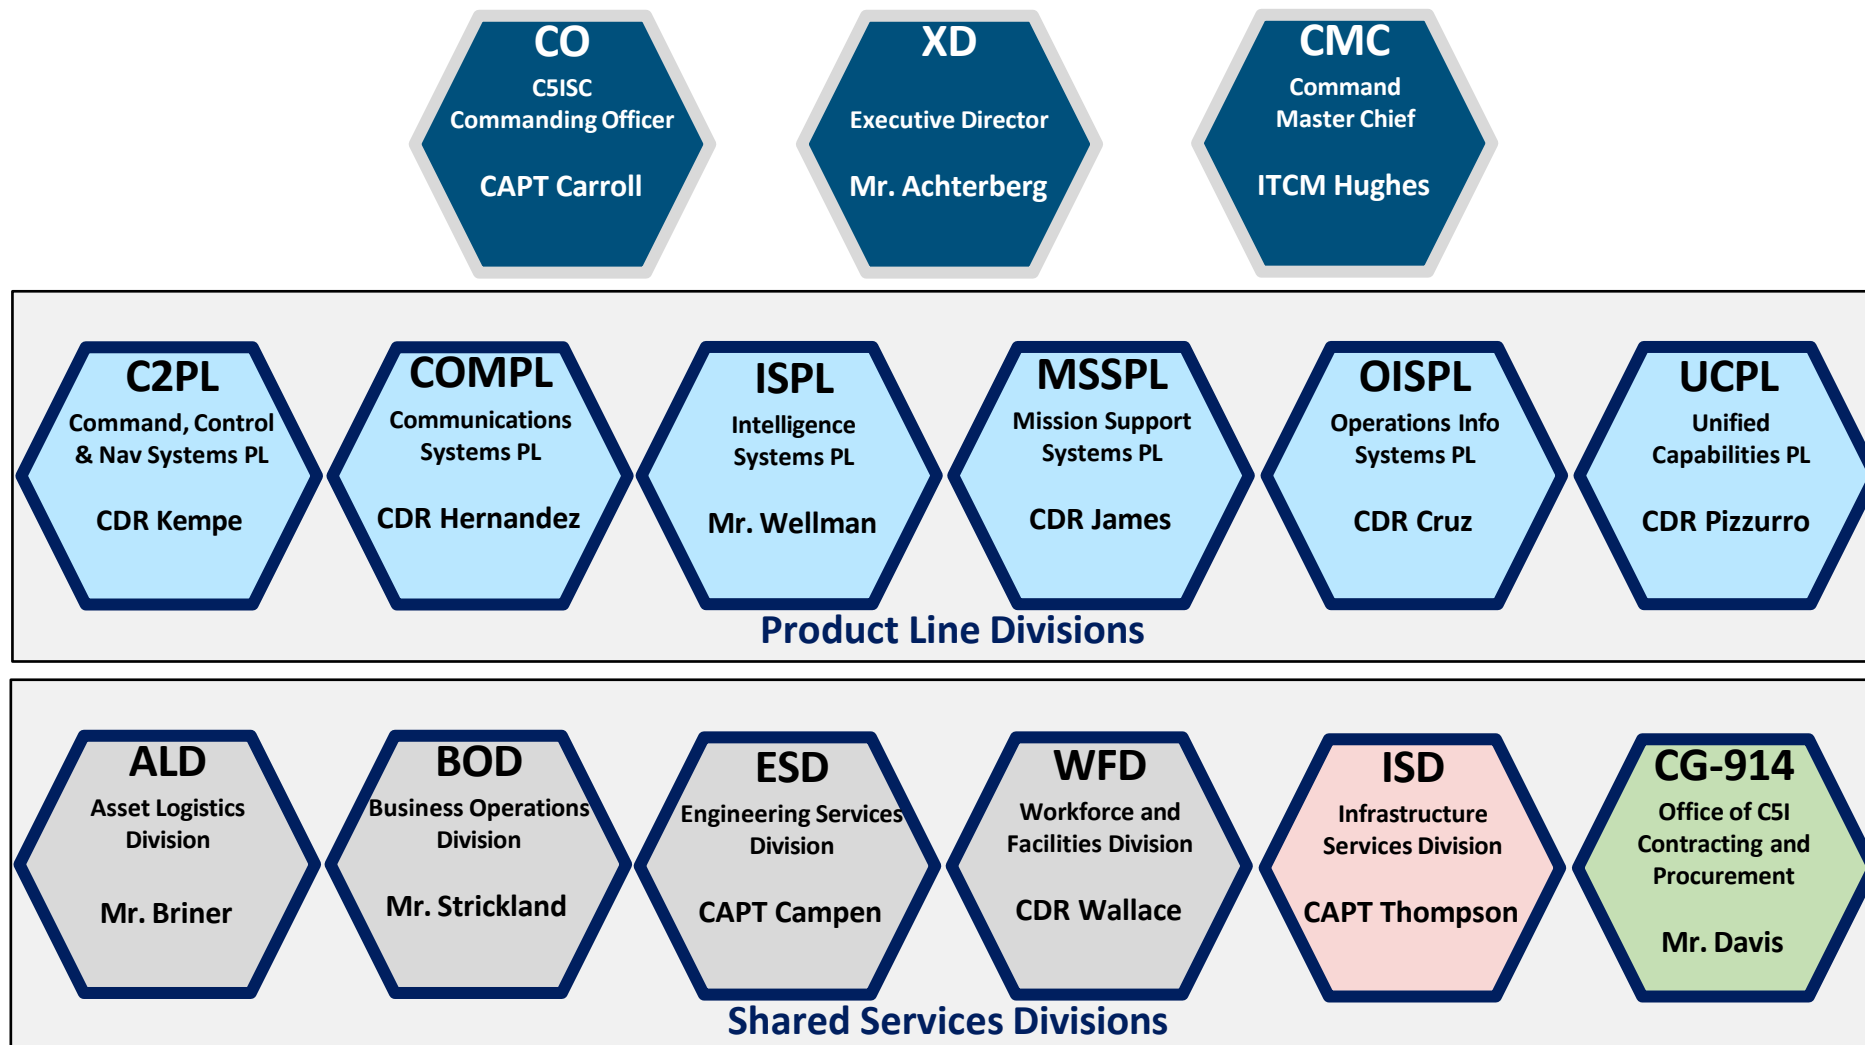 CO
C5ISC
Commanding Officer
CAPT Carroll
XD
Executive Director
Mr. Achterberg
CMC
Command
Master Chief
ITCM Hughes
C2PL
Command, Control
& Nav Systems PL
CDR Kempe
COMPL
Communications
Systems PL
CDR Hernandez
ISPL
Intelligence
Systems PL
Mr. Wellman
MSSPL
Mission Support
Systems PL
CDR James
OISPL
Operations Info
Systems PL
CDR Cruz
UCPL
Unified
Capabilities PL
CDR Pizzurro
Product Line Divisions
ALD
Asset Logistics
Division
Mr. Briner
BOD
Business Operations
Division
Mr. Strickland
ESD
Engineering Services
Division
CAPT Campen
WFD
Workforce and
Facilities Division
CDR Wallace
ISD
Infrastructure
Services Division
CAPT Thompson
CG-914
Office of C5I
Contracting and
Procurement
Mr. Davis
Shared Services Divisions